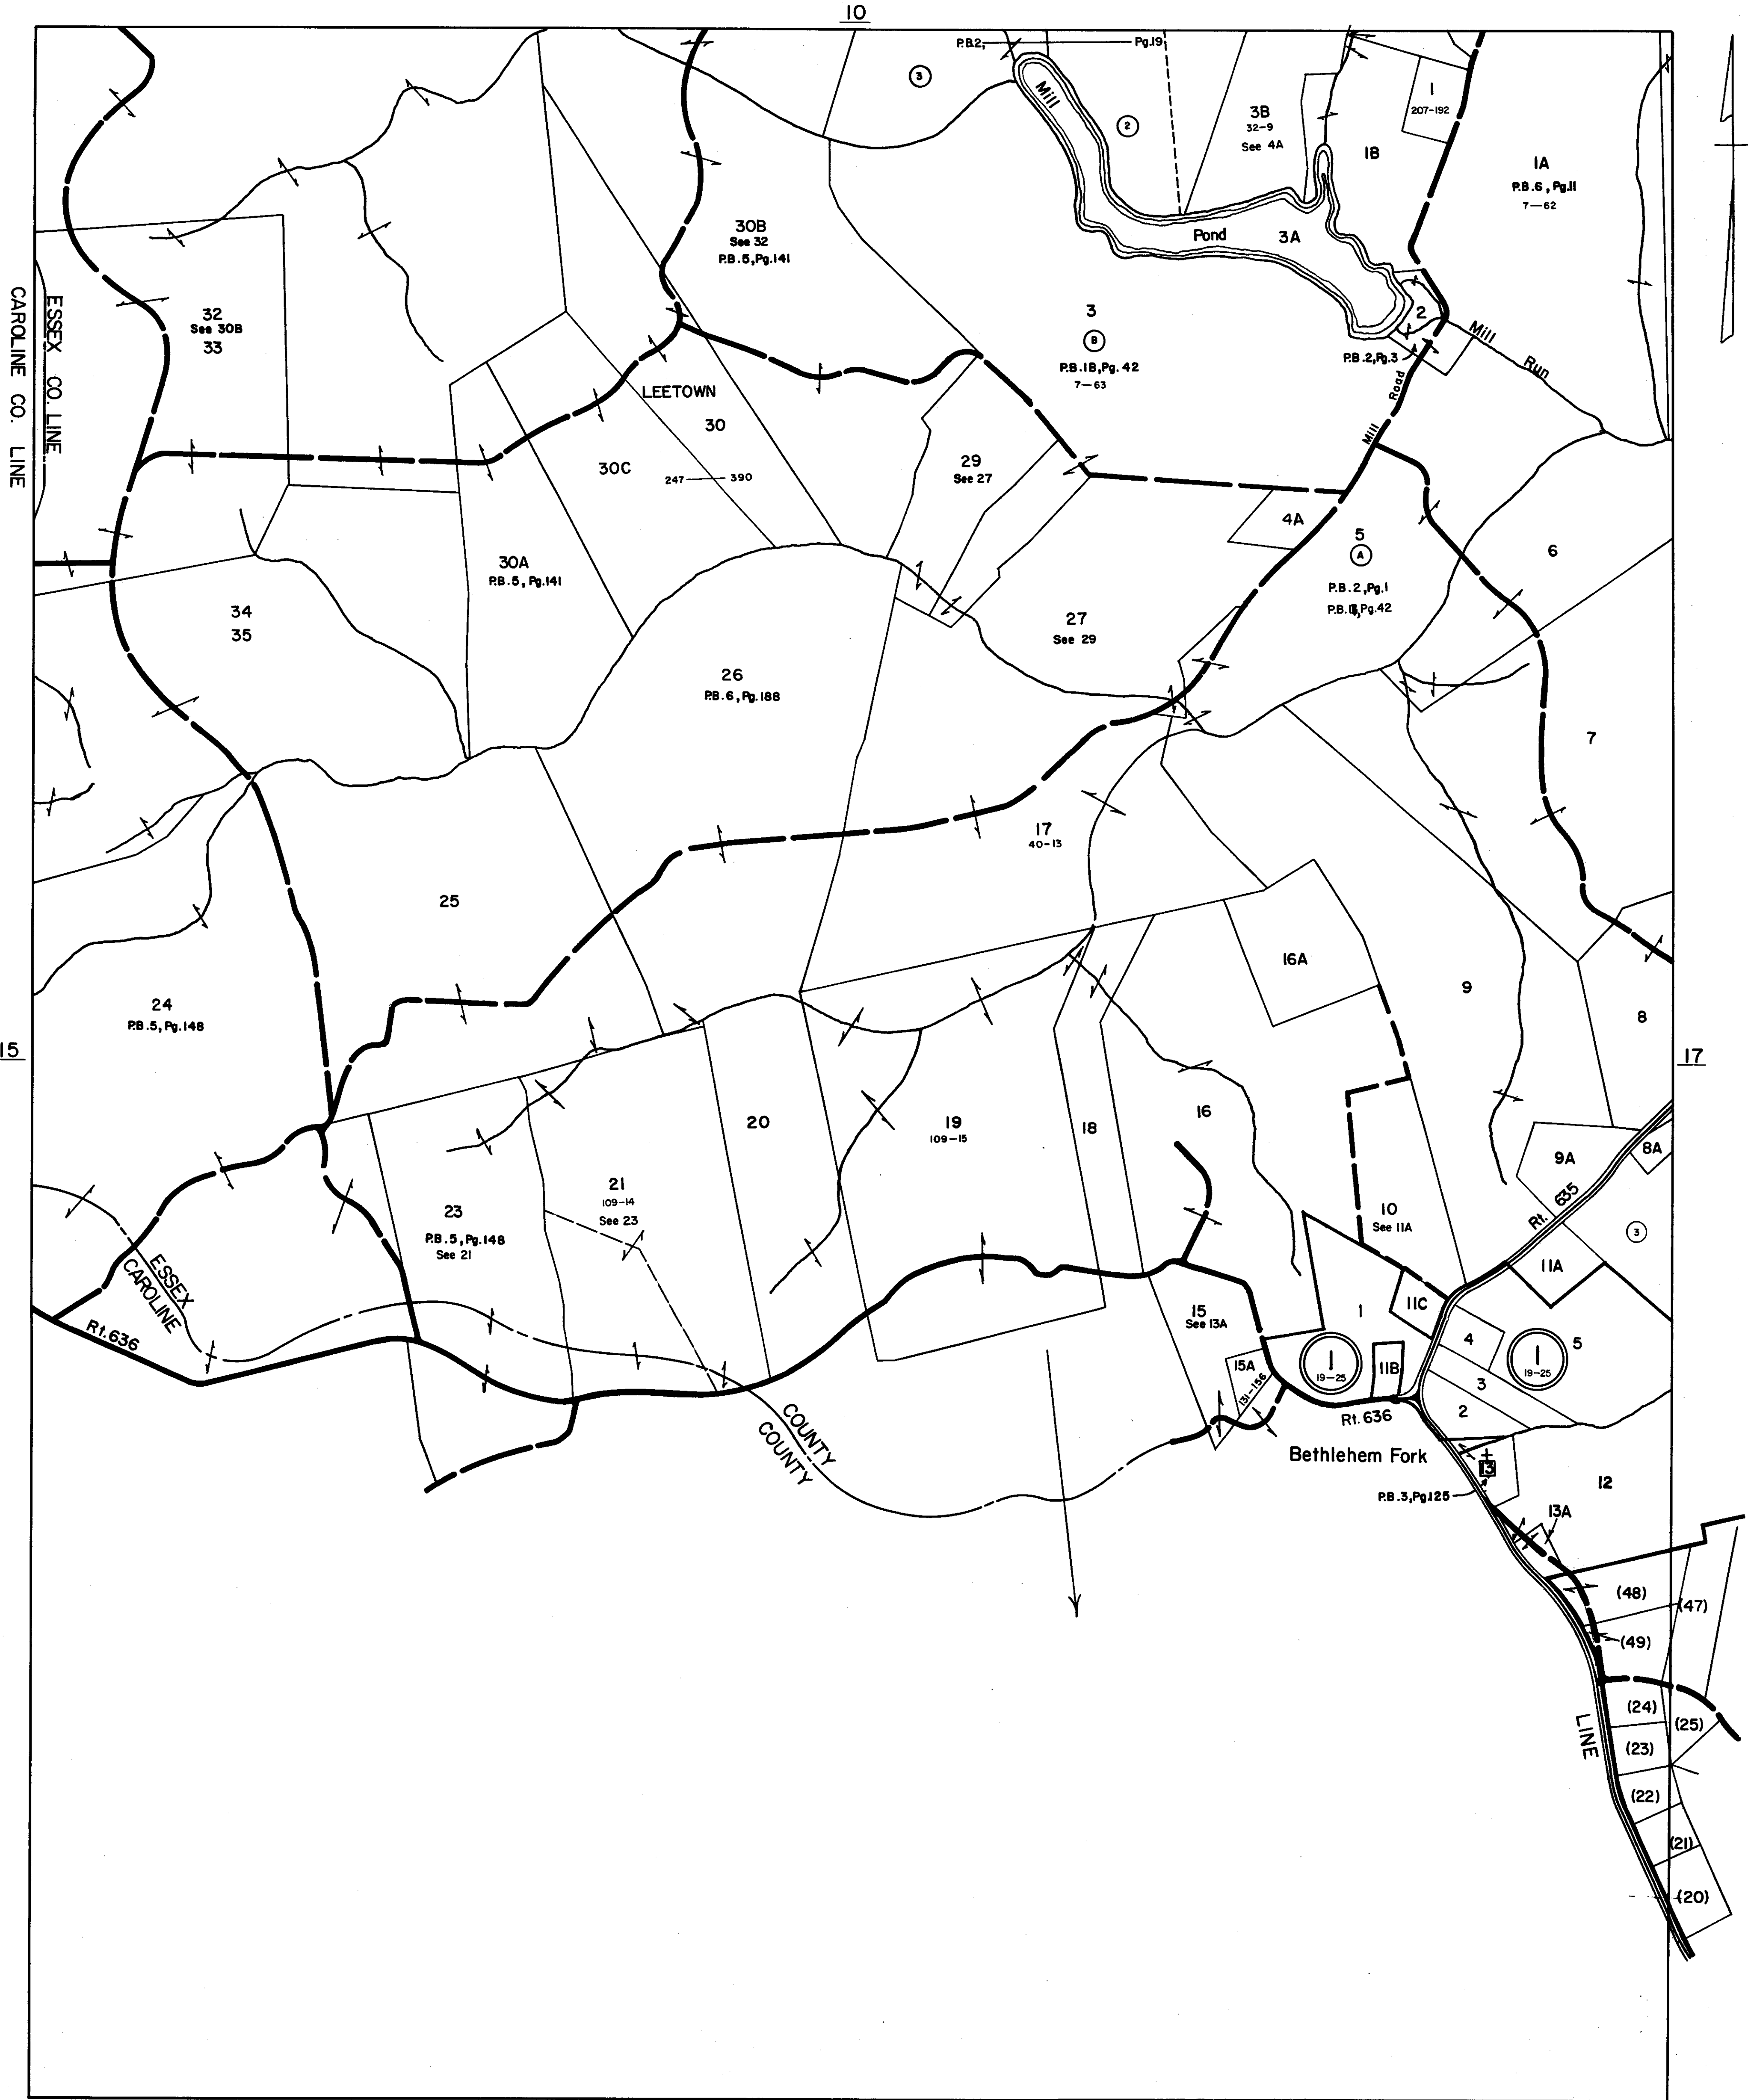 10
P.B.2, Pg.19
3
Mill
2
3B
32-9
See 4A
1
207-192
1B
1A
P.B.6, Pg.11
7-62
30B
See 32
P.B.5, Pg.141
Pond
3A
32
See 30B
33
ESSEX CO. LINE
CAROLINE CO. LINE
3
B
P.B.1B, Pg. 42
7-63
2
Mill Run
P.B.2, Pg.3
Mill Road
LEETOWN
30
30C
247 390
29
See 27
4A
5
A
P.B.2, Pg.1
Pg.42
6
30A
P.B.5, Pg.141
34
35
27
See 29
26
P.B.6, Pg.188
7
17
40-13
25
16A
9
24
P.B.5, Pg.148
8
15
17
20
19
109-15
18
16
9A
8A
21
109-14
See 23
23
P.B.5, Pg.148
See 21
10
See 11A
Rt. 635
3
11A
ESSEX
CAROLINE
Rt. 636
15
See 13A
1
11C
4
1
19-25
5
15A
131-156
1
19-25
11B
3
2
Rt. 636
COUNTY
COUNTY
Bethlehem Fork
13
P.B.3, Pg.125
12
13A
(48)
(47)
(49)
LINE
(24)
(25)
(23)
(22)
(21)
(20)